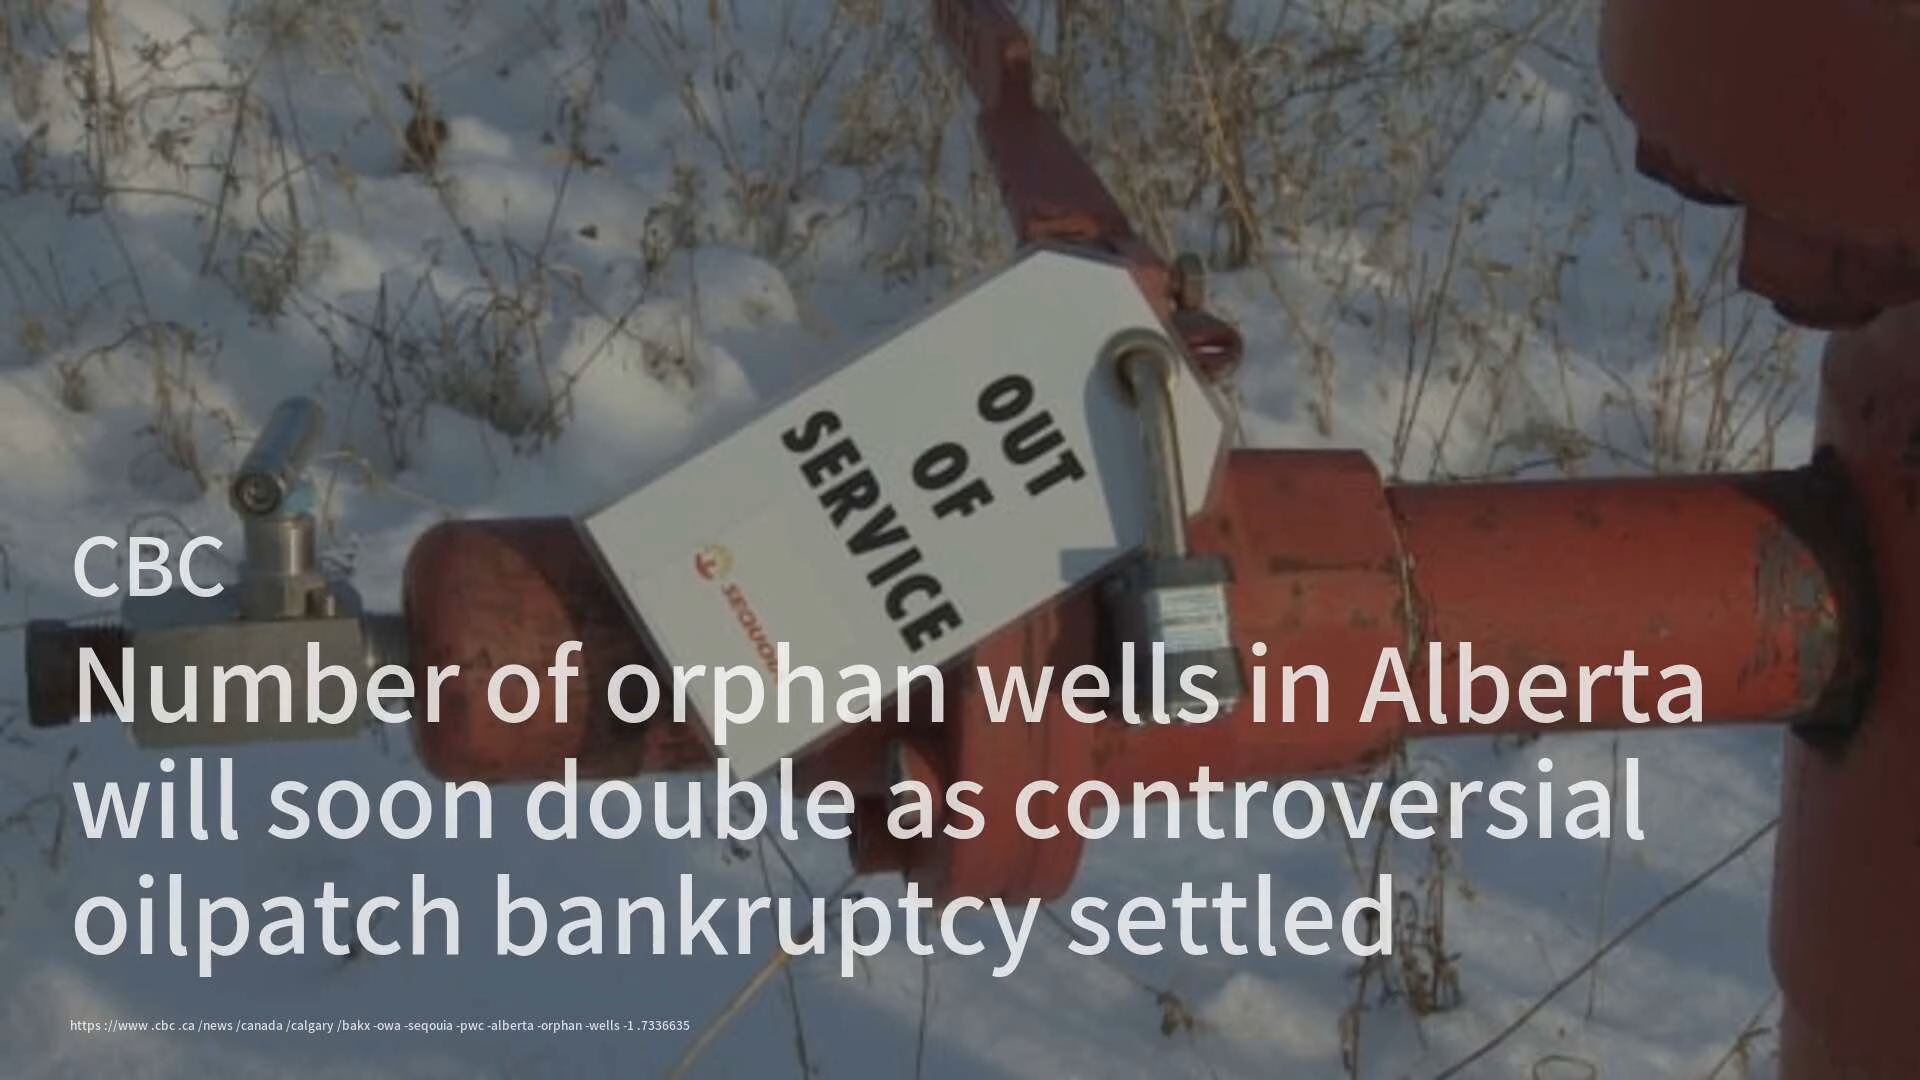 OUT
OF
SERVICE
SEQUOIA
CBC
Number of orphan wells in Alberta
will soon double as controversial
oilpatch bankruptcy settled
https://www.cbc.ca/news/canada/calgary/bakx-owa-seqouia-pwc-alberta-orphan-wells-1.7336635